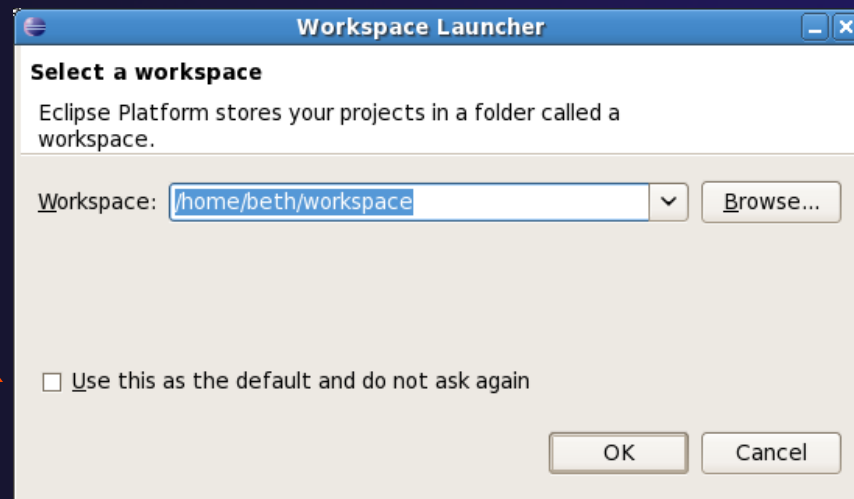 Workspace Launcher
Select a workspace
Eclipse Platform stores your projects in a folder called a
workspace.
Workspace: /home/beth/workspace Browse...
Use this as the default and do not ask again
OK Cancel